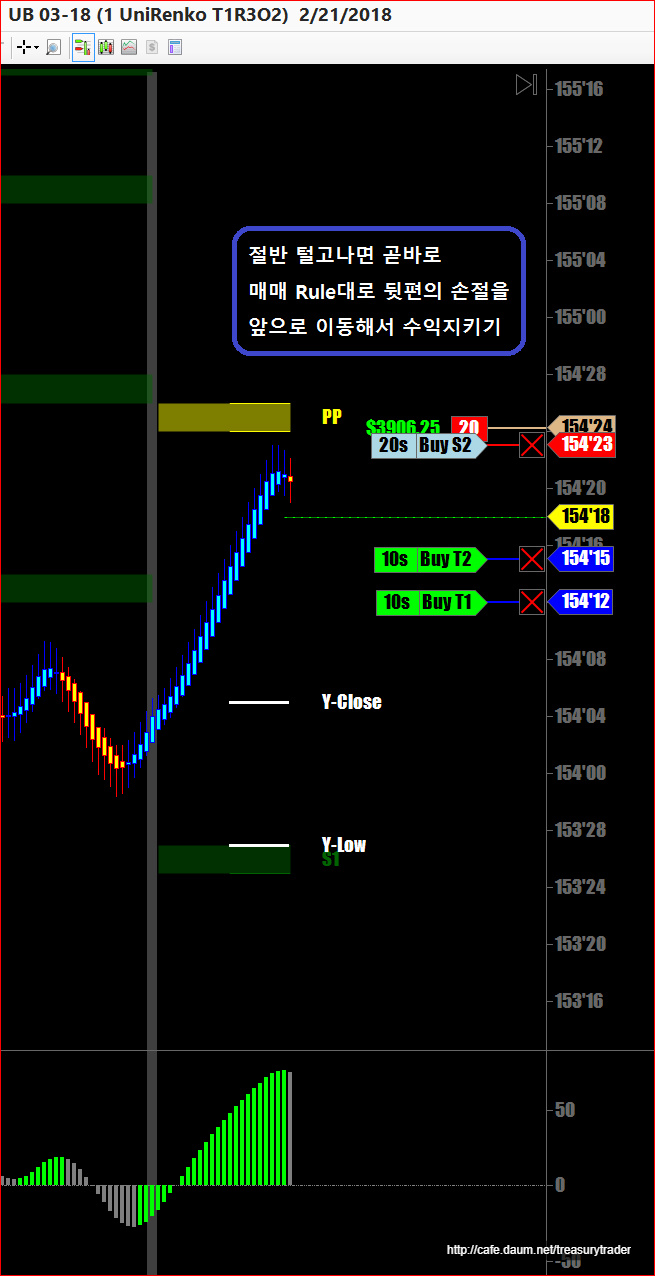 UB 03-18 (1 UniRenko T1R3O2)  2/21/2018
155'16
155'12
155'08
절반 털고나면 곧바로
매매 Rule대로 뒷편의 손절을
앞으로 이동해서 수익지키기
155'04
155'00
154'28
PP
$3906.25 20 154'24
20s Buy S2 154'23
154'20
154'18
154'16
10s Buy T2 154'15
10s Buy T1 154'12
154'08
Y-Close
154'04
154'00
153'28
Y-Low
S1
153'24
153'20
153'16
50
0
http://cafe.daum.net/treasurytrader
-50